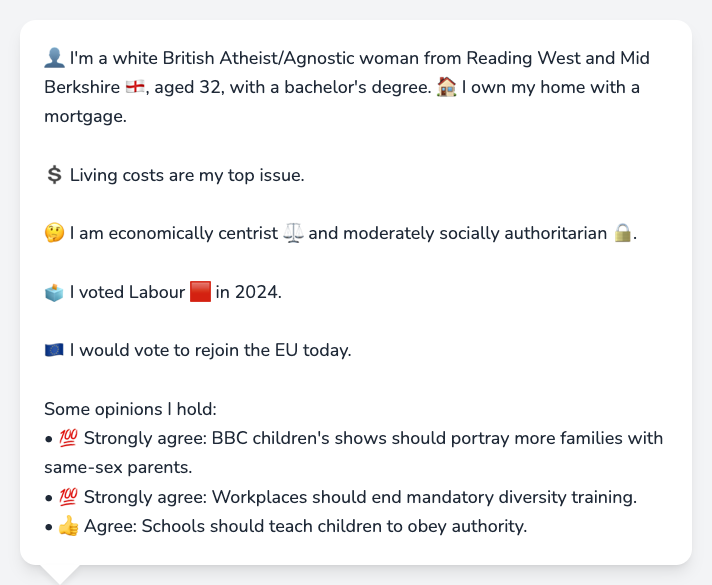 👤 I'm a white British Atheist/Agnostic woman from Reading West and Mid
Berkshire 🏴󠁧󠁢󠁥󠁮󠁧󠁿, aged 32, with a bachelor's degree. 🏠 I own my home with a
mortgage.
💲 Living costs are my top issue.
🤔 I am economically centrist ⚖️ and moderately socially authoritarian 🔒.
🗳️ I voted Labour 🟥 in 2024.
🇪🇺 I would vote to rejoin the EU today.
Some opinions I hold:
• 💯 Strongly agree: BBC children's shows should portray more families with
same-sex parents.
• 💯 Strongly agree: Workplaces should end mandatory diversity training.
• 👍 Agree: Schools should teach children to obey authority.